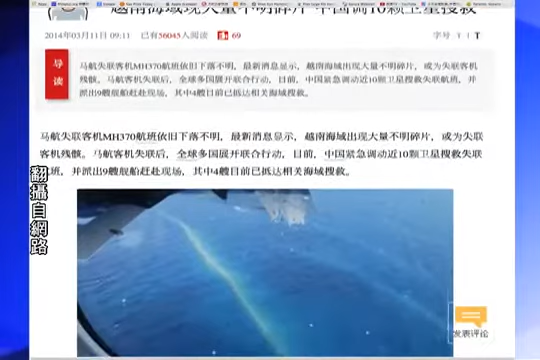 越南海域现大量不明碎片 中国调10颗卫星搜救
2014年03月11日 09:11
已有56045人阅读
69
字号
T
T
导读
马航失联客机MH370航班依旧下落不明，最新消息显示，越南海域出现大量不明碎片，或为失联客机残骸。马航客机失联后，全球多国展开联合行动，目前，中国紧急调动近10颗卫星搜救失联航班，并派出9艘舰船赶赴现场，其中4艘目前已抵达相关海域搜救。
马航失联客机MH370航班依旧下落不明，最新消息显示，越南海域出现大量不明碎片，或为失联
客机残骸。马航客机失联后，全球多国展开联合行动，目前，中国紧急调动近10颗卫星搜救失联
航班，并派出9艘舰船赶赴现场，其中4艘目前已抵达相关海域搜救。
翻攝自網路
发表评论